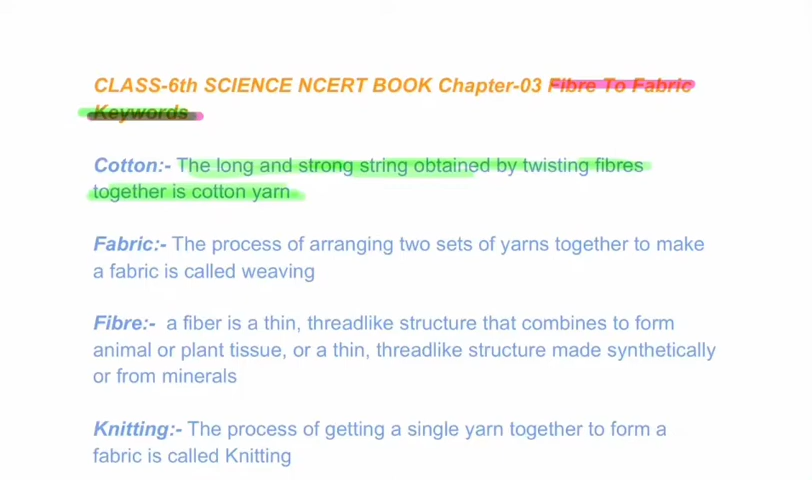 CLASS-6th SCIENCE NCERT BOOK Chapter-03 Fibre To Fabric
Keywords
Cotton:- The long and strong string obtained by twisting fibres
together is cotton yarn
Fabric:- The process of arranging two sets of yarns together to make
a fabric is called weaving
Fibre:- a fiber is a thin, threadlike structure that combines to form
animal or plant tissue, or a thin, threadlike structure made synthetically
or from minerals
Knitting:- The process of getting a single yarn together to form a
fabric is called Knitting